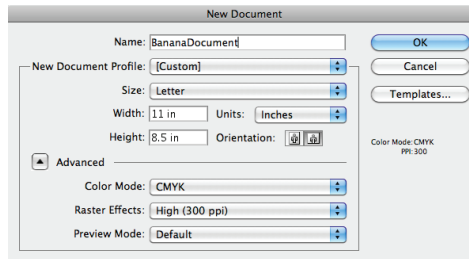 New Document
Name: BananaDocument
OK
New Document Profile: [Custom]
Cancel
Size: Letter
Templates...
Width: 11 in Units: Inches
Height: 8.5 in Orientation:
Color Mode: CMYK
PPI: 300
Advanced
Color Mode: CMYK
Raster Effects: High (300 ppi)
Preview Mode: Default